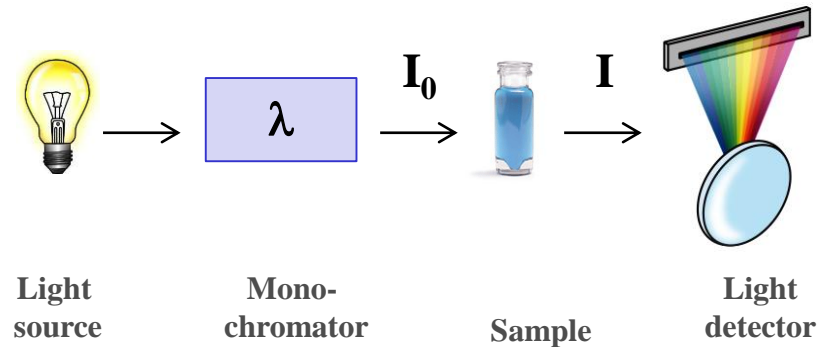 I₀
I
λ
Light
source
Mono-
chromator
Sample
Light
detector